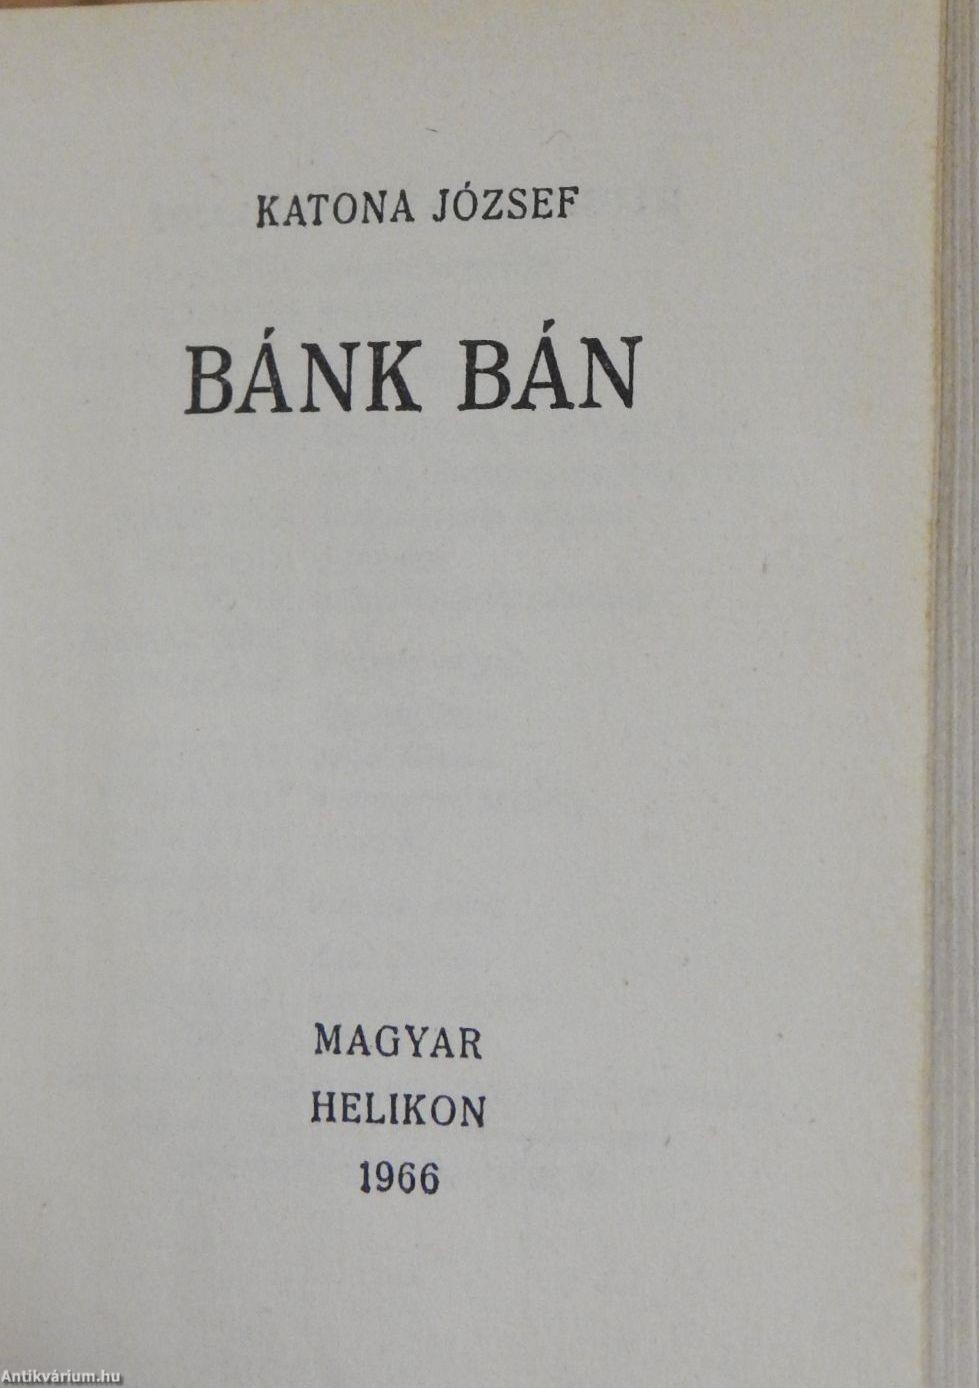 KATONA JÓZSEF
BÁNK BÁN
MAGYAR
HELIKON
1966
Antikvárium.hu